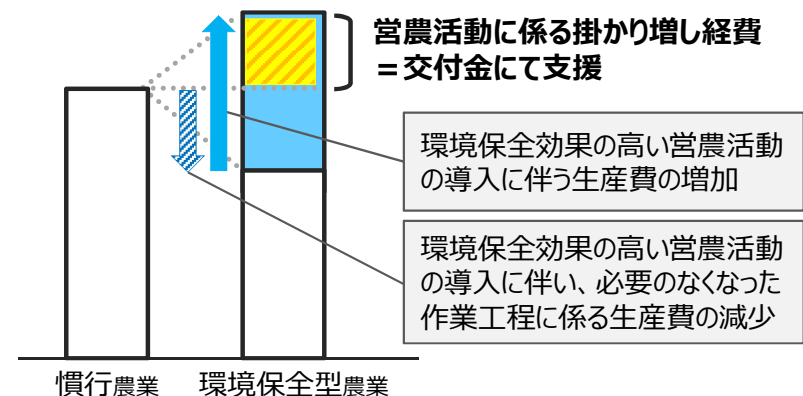 営農活動に係る掛かり増し経費
＝交付金にて支援
環境保全効果の高い営農活動
の導入に伴う生産費の増加
環境保全効果の高い営農活動
の導入に伴い、必要のなくなった
作業工程に係る生産費の減少
慣行農業 環境保全型農業